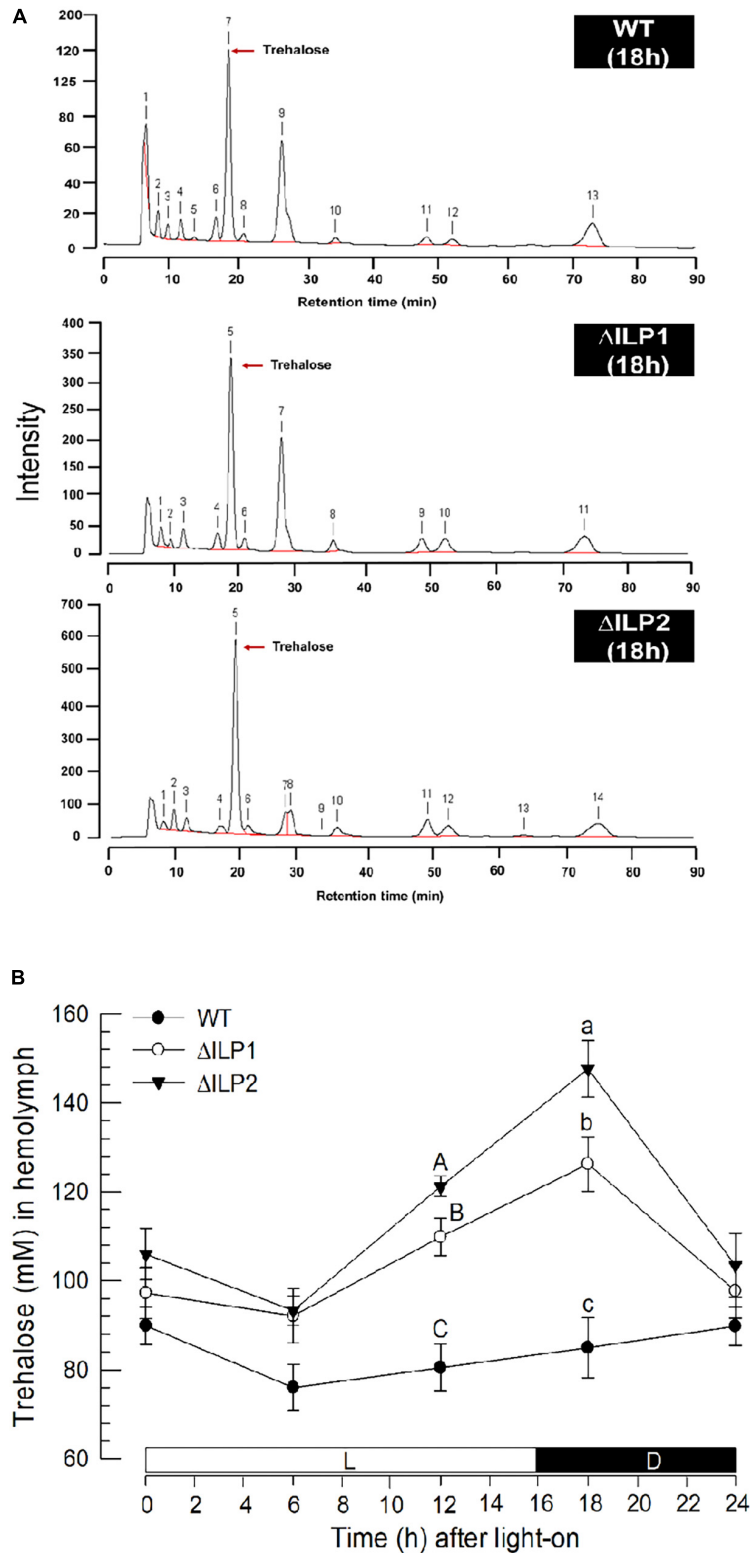 A
WT
(18h)
200
120
125
80
60
40
20
0
1
2
3
4
5
6
7
8
9
10
11
12
13
Trehalose
0 10 20 30 40 50 60 70 80 90
Retention time (min)
ΔILP1
(18h)
400
350
300
250
200
150
100
50
0
1
2
3
4
5
6
7
8
9
10
11
Trehalose
10 20 30 40 50 60 70 80 90
Retention time (min)
Intensity
ΔILP2
(18h)
700
600
500
400
300
200
100
0
1
2
3
4
5
6
7
8
9
10
11
12
13
14
Trehalose
10 20 30 40 50 60 70 80 90
Retention time (min)
B
WT
ΔILP1
ΔILP2
160
140
120
100
80
60
Trehalose (mM) in hemolymph
a
b
c
A
B
C
L D
0 2 4 6 8 10 12 14 16 18 20 22 24
Time (h) after light-on